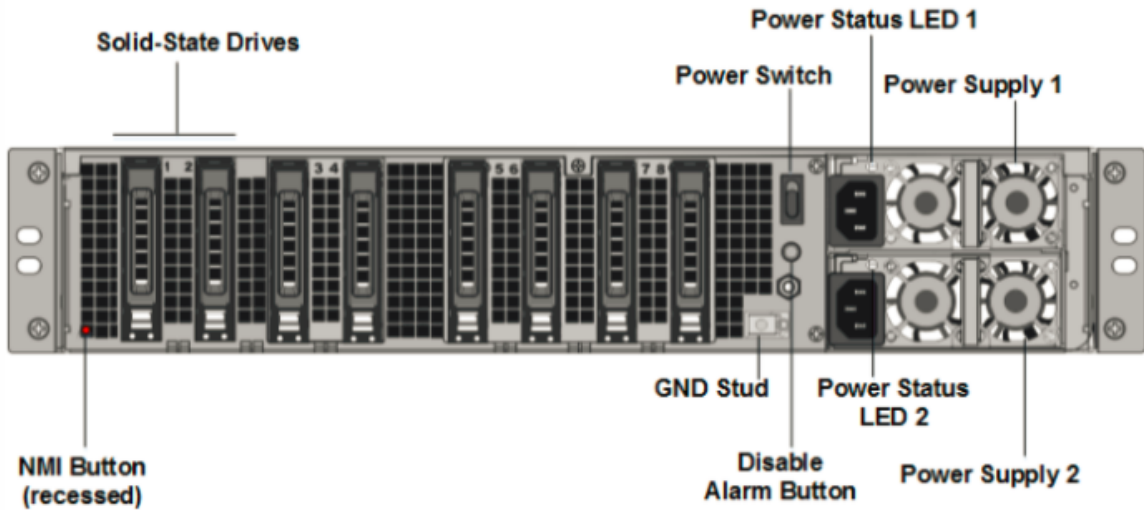 Power Status LED 1
Solid-State Drives
Power Switch
Power Supply 1
1 2
3 4
5 6
7 8
GND Stud
Power Status
LED 2
NMI Button
(recessed)
Disable
Alarm Button
Power Supply 2